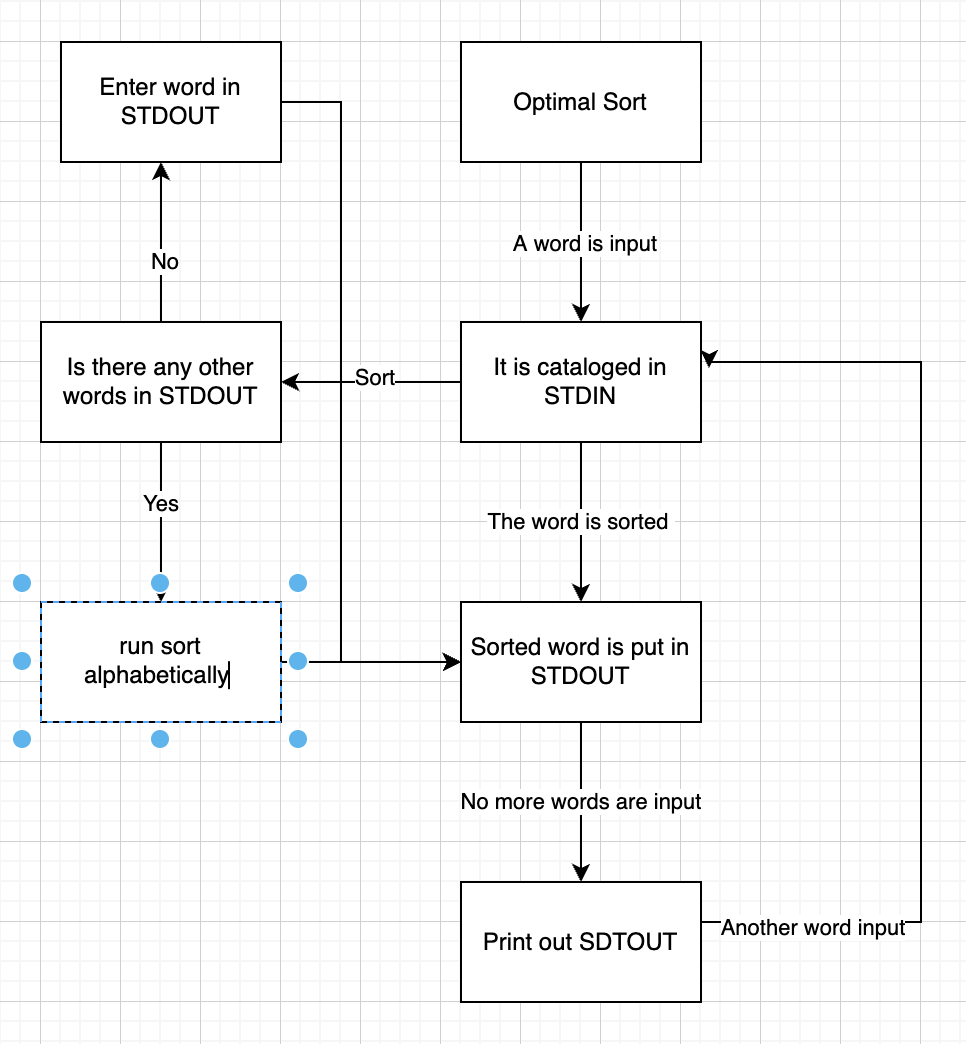 Enter word in
STDOUT
Optimal Sort
A word is input
No
Is there any other
words in STDOUT
Sort
It is cataloged in
STDIN
Yes
The word is sorted
run sort
alphabetically
Sorted word is put in
STDOUT
No more words are input
Print out SDTOUT
Another word input